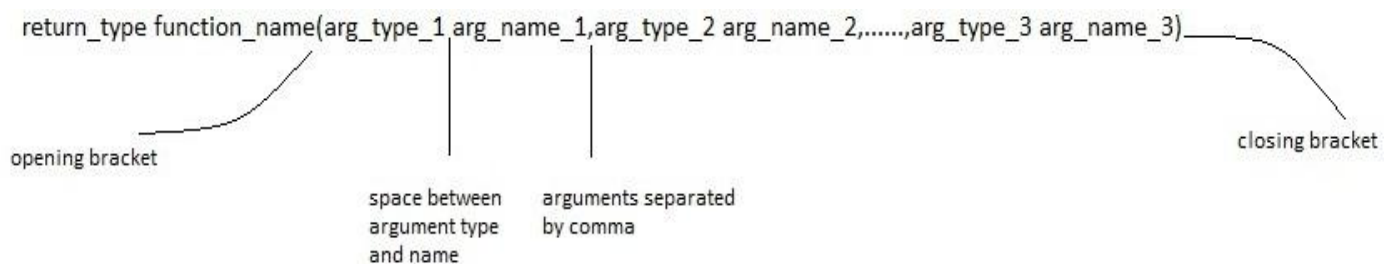 return_type function_name(arg_type_1 arg_name_1,arg_type_2 arg_name_2,......,arg_type_3 arg_name_3)
opening bracket
closing bracket
space between
argument type
and name
arguments separated
by comma